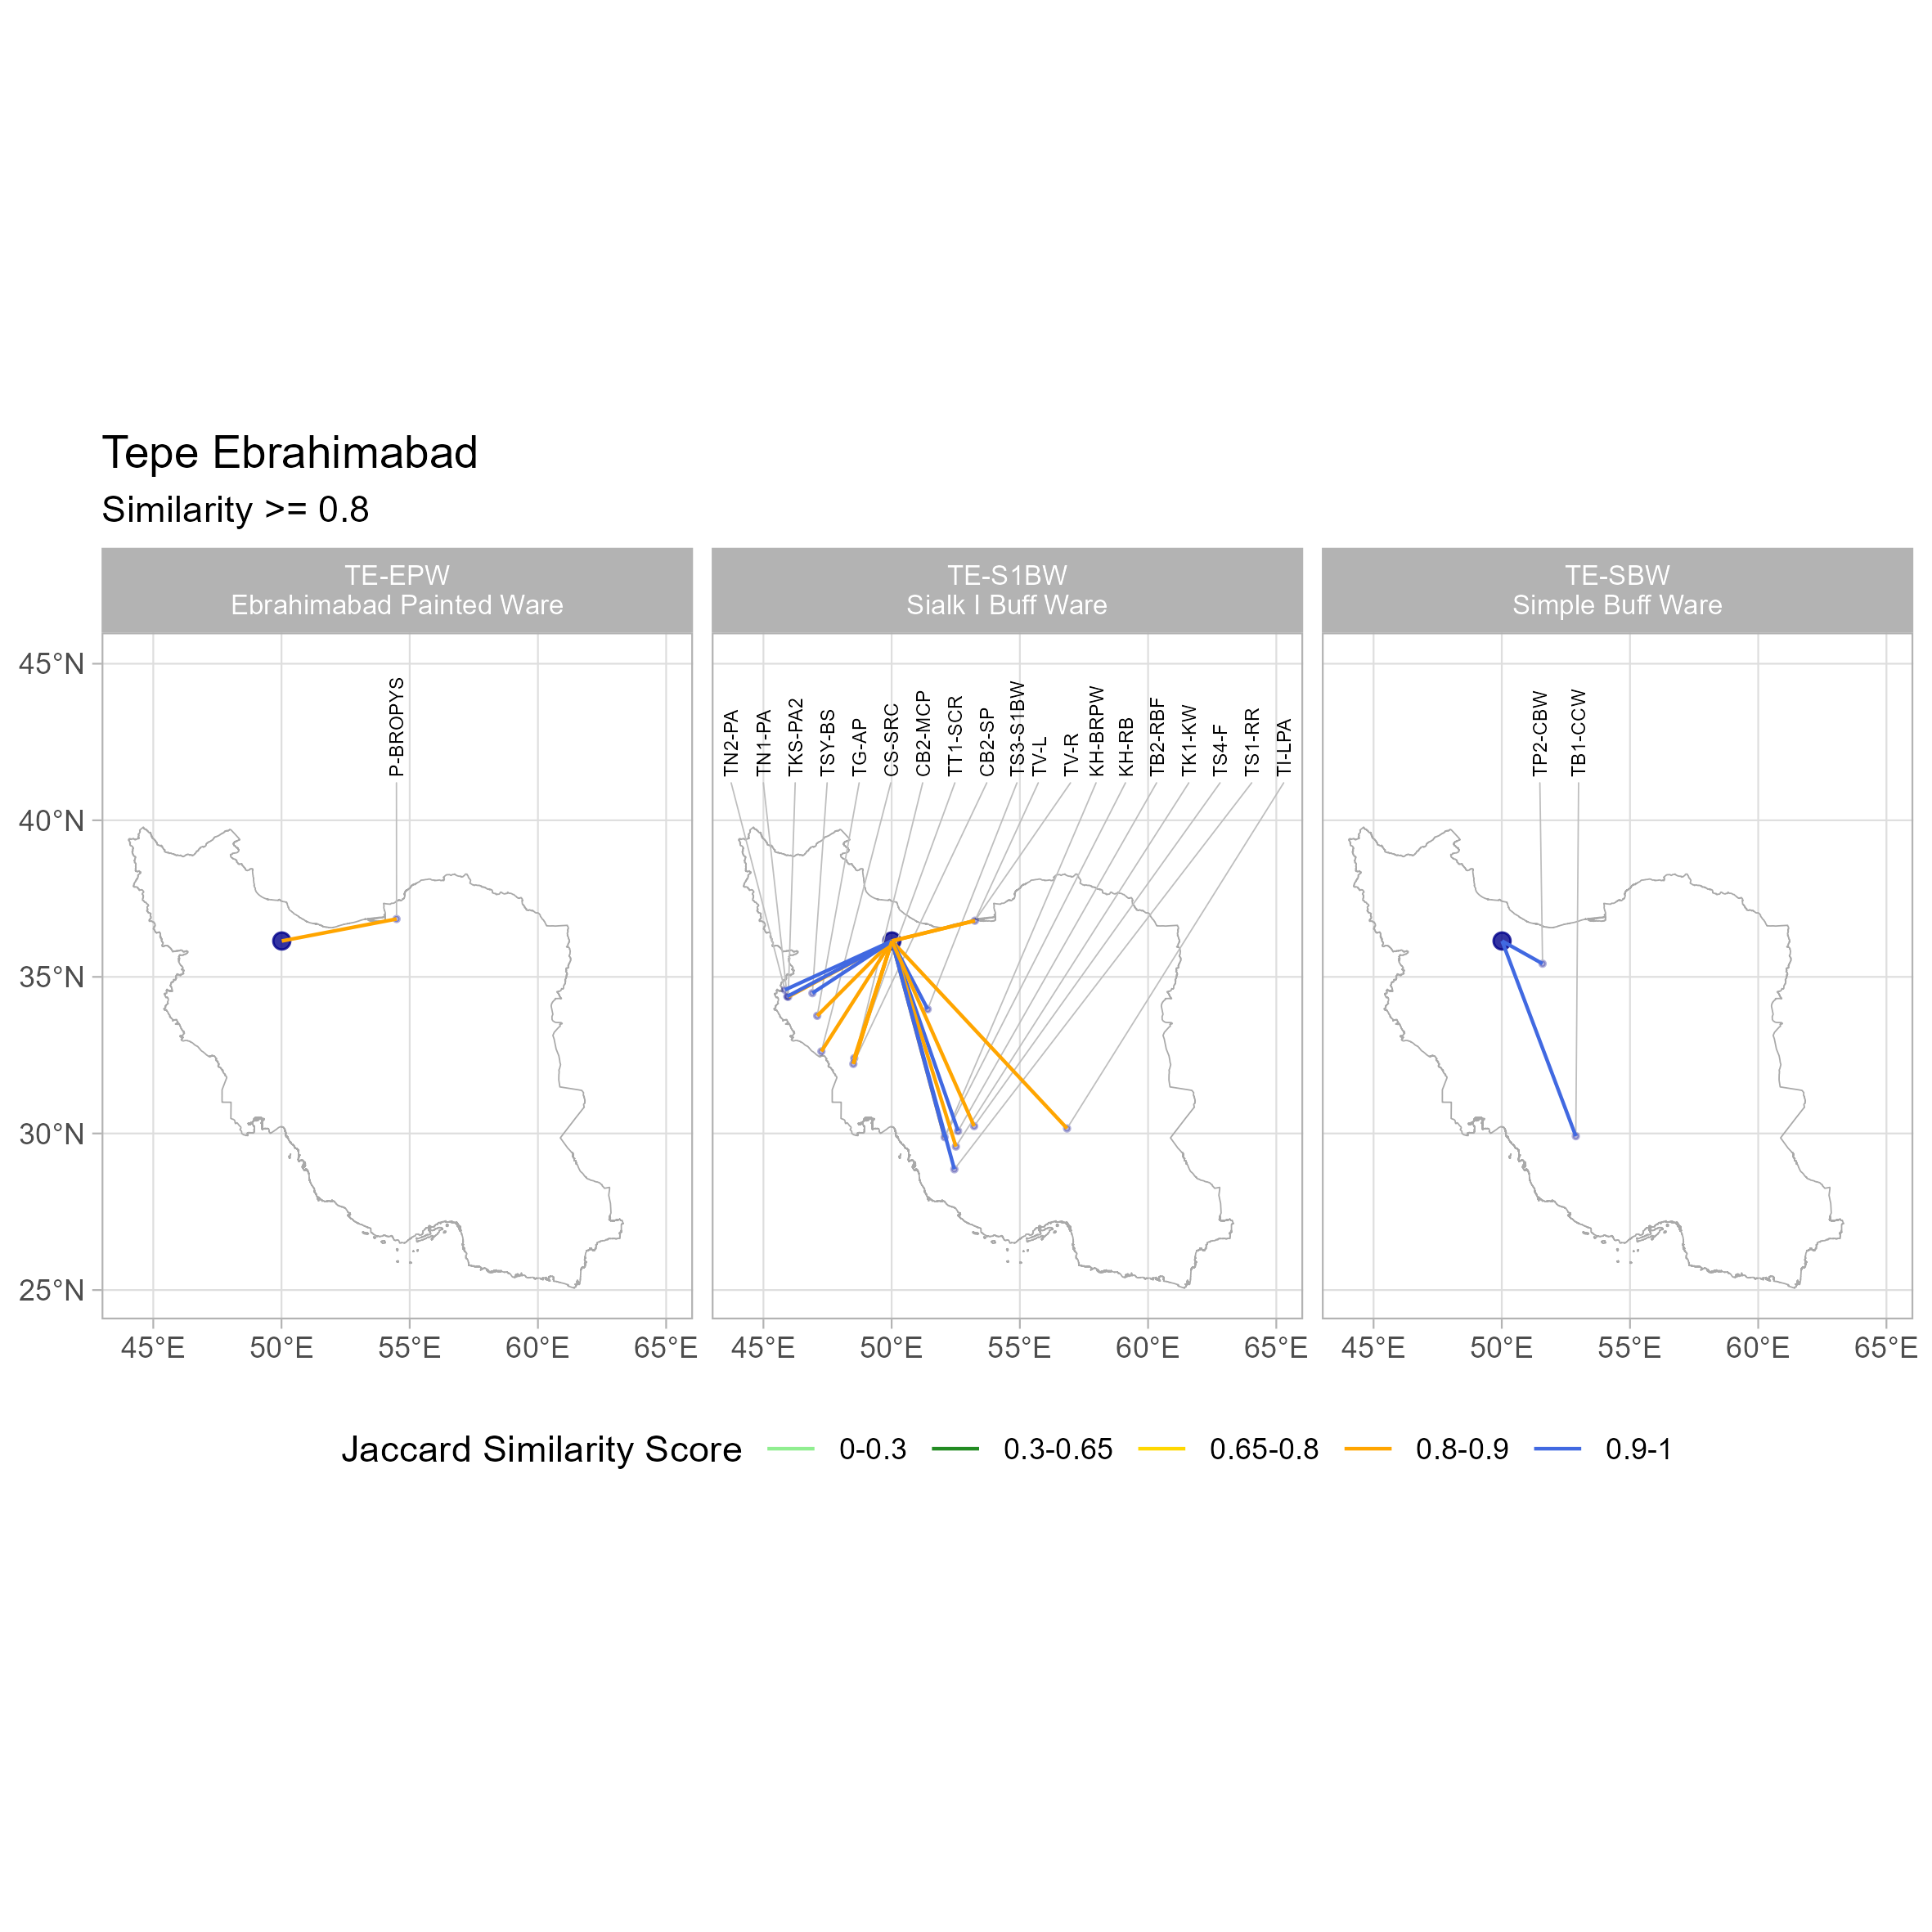 Tepe Ebrahimabad
Similarity >= 0.8
TE-EPW
Ebrahimabad Painted Ware
TE-S1BW
Sialk I Buff Ware
TE-SBW
Simple Buff Ware
45°N
40°N
35°N
30°N
25°N
P-BROPYS
TN2-PA
TN1-PA
TKS-PA2
TSY-BS
TG-AP
CS-SRC
CB2-MCP
TT1-SCR
CB2-SP
TS3-S1BW
TV-L
TV-R
KH-BRPW
KH-RB
TB2-RBF
TK1-KW
TS4-F
TS1-RR
TI-LPA
TP2-CBW
TB1-CCW
45°E 50°E 55°E 60°E 65°E
45°E 50°E 55°E 60°E 65°E
45°E 50°E 55°E 60°E 65°E
Jaccard Similarity Score 0-0.3 0.3-0.65 0.65-0.8 0.8-0.9 0.9-1